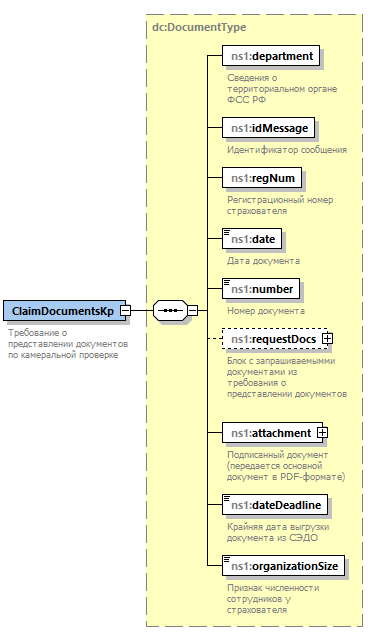 dc:DocumentType
ns1:department
Сведения о
территориальном органе
ФСС РФ
ns1:idMessage
Идентификатор сообщения
ns1:regNum
Регистрационный номер
страхователя
ns1:date
Дата документа
ns1:number
Номер документа
ClaimDocumentsKp
Требование о
представлении документов
по камеральной проверке
ns1:requestDocs
Блок с запрашиваемымми
документами из
требования о
представлении документов
ns1:attachment
Подписанный документ
(передается основной
документ в PDF-формате)
ns1:dateDeadline
Крайняя дата выгрузки
документа из СЭДО
ns1:organizationSize
Признак численности
сотрудников у
страхователя